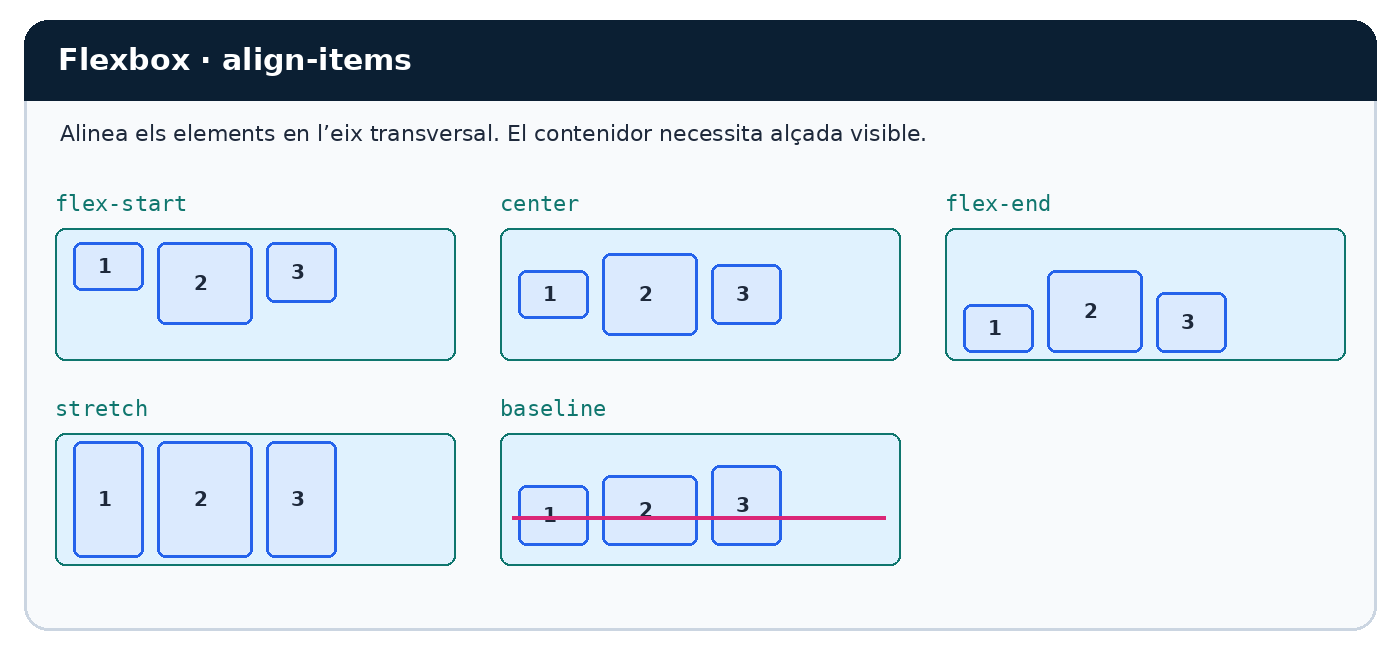 Flexbox · align-items
Alinea els elements en l’eix transversal. El contenidor necessita alçada visible.
flex-start
1 2 3
center
1 2 3
flex-end
1 2 3
stretch
1 2 3
baseline
1 2 3